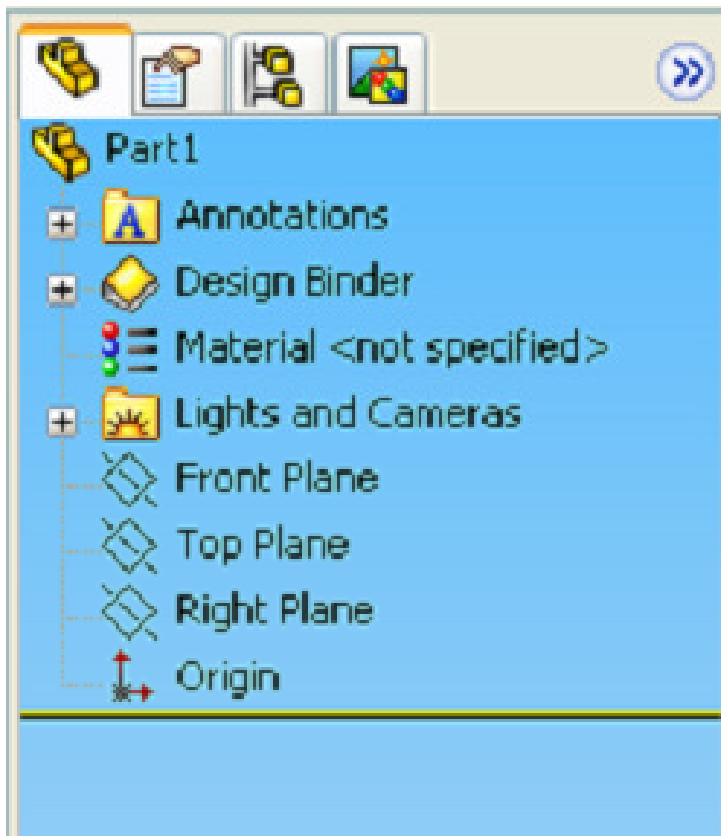 Part1
Annotations
Design Binder
Material <not specified>
Lights and Cameras
Front Plane
Top Plane
Right Plane
Origin